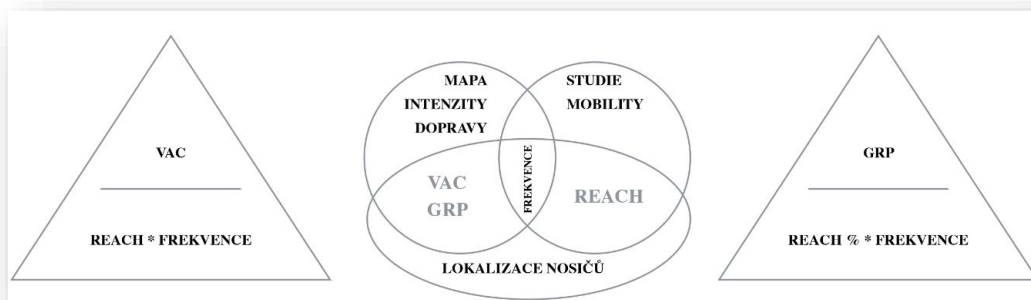 VAC
REACH * FREKVENCE
MAPA
INTENZITY
DOPRAVY
STUDIE
MOBILITY
FREKVENCE
VAC
GRP
REACH
LOKALIZACE NOSIČŮ
GRP
REACH % * FREKVENCE